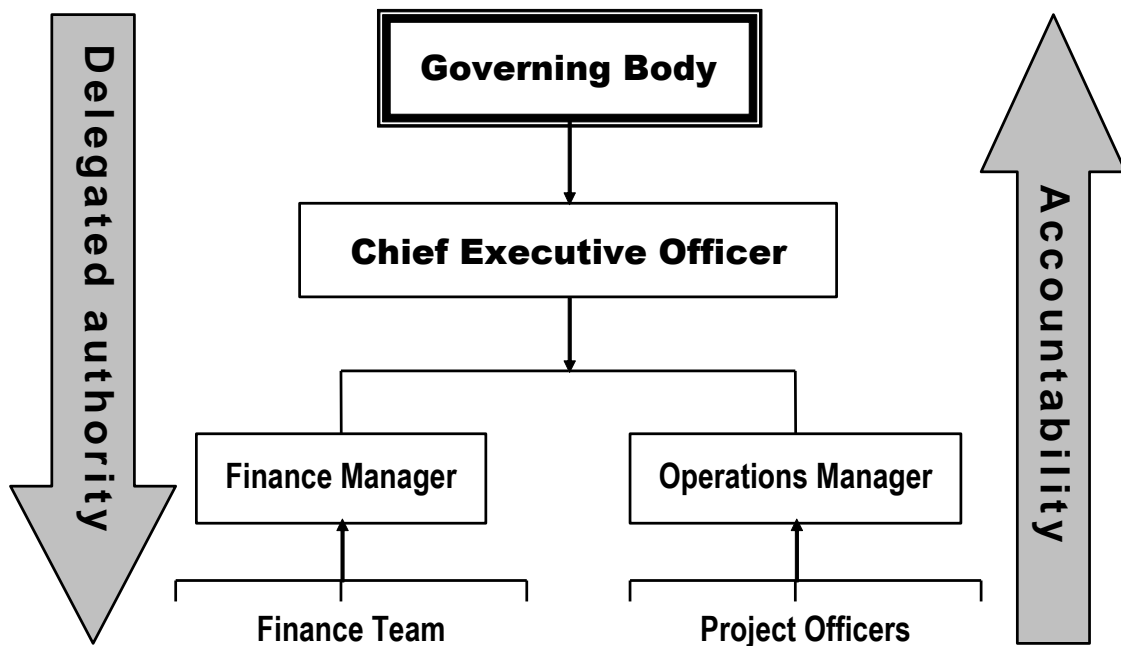 Governing Body
Delegated authority
Accountability
Chief Executive Officer
Finance Manager
Operations Manager
Finance Team
Project Officers